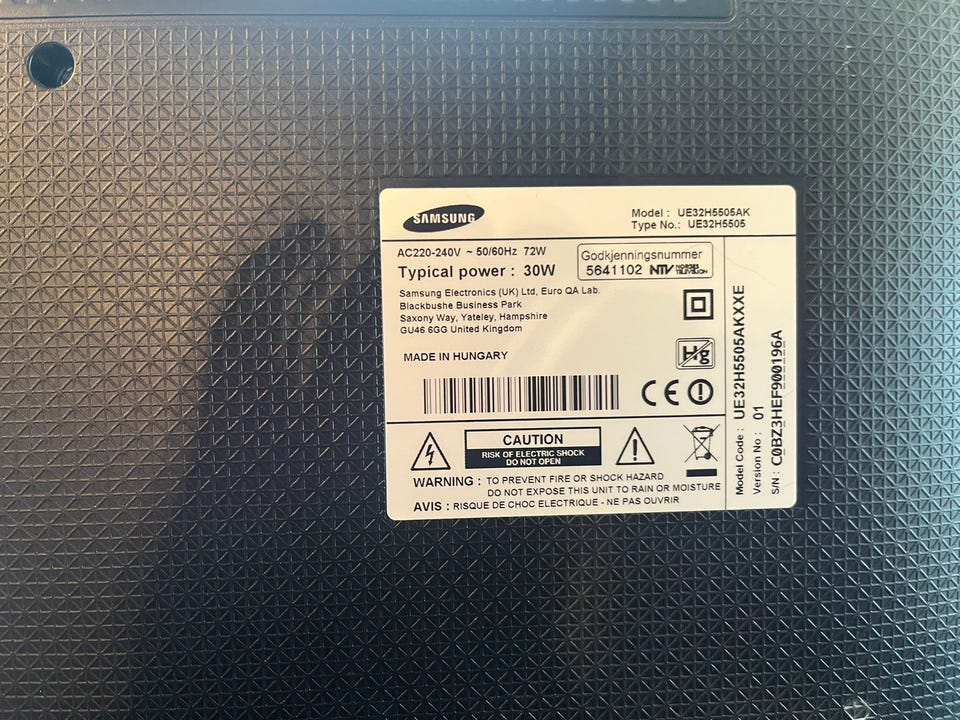 SAMSUNG
Model : UE32H5505AK
Type No.: UE32H5505
AC220-240V ~ 50/60Hz 72W
Typical power : 30W
Godkjenningsnummer
5641102 NTV NORGES TELEVISJON
Samsung Electronics (UK) Ltd, Euro QA Lab.
Blackbushe Business Park
Saxony Way, Yateley, Hampshire
GU46 6GG United Kingdom
MADE IN HUNGARY
Hg
CE
CAUTION
RISK OF ELECTRIC SHOCK
DO NOT OPEN
WARNING : TO PREVENT FIRE OR SHOCK HAZARD
DO NOT EXPOSE THIS UNIT TO RAIN OR MOISTURE
AVIS : RISQUE DE CHOC ELECTRIQUE - NE PAS OUVRIR
Model Code : UE32H5505AKXXE
Version No : 01
S/N : C0BZ3HEF900196A